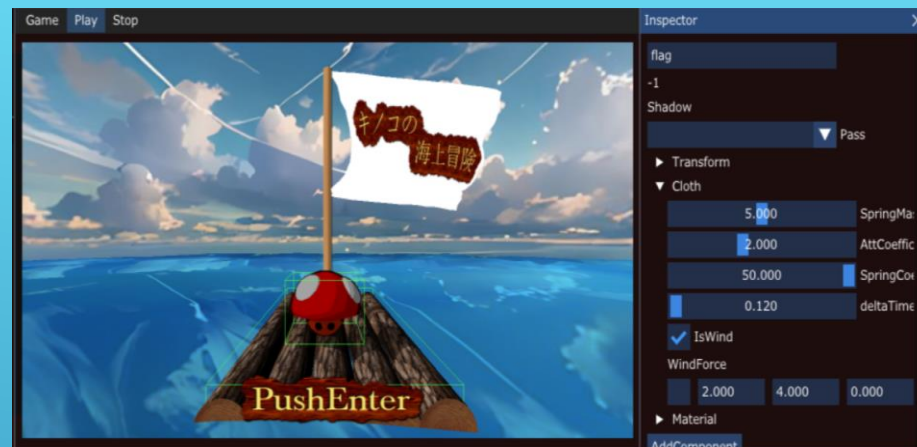 Game Play Stop
Inspector
flag
-1
Shadow
Pass
Transform
Cloth
5.000 SpringMa
2.000 AttCoeffic
50.000 SpringCoe
0.120 deltaTime
IsWind
WindForce
2.000 4.000 0.000
Material
AddComponent
キノコの
海上冒険
PushEnter